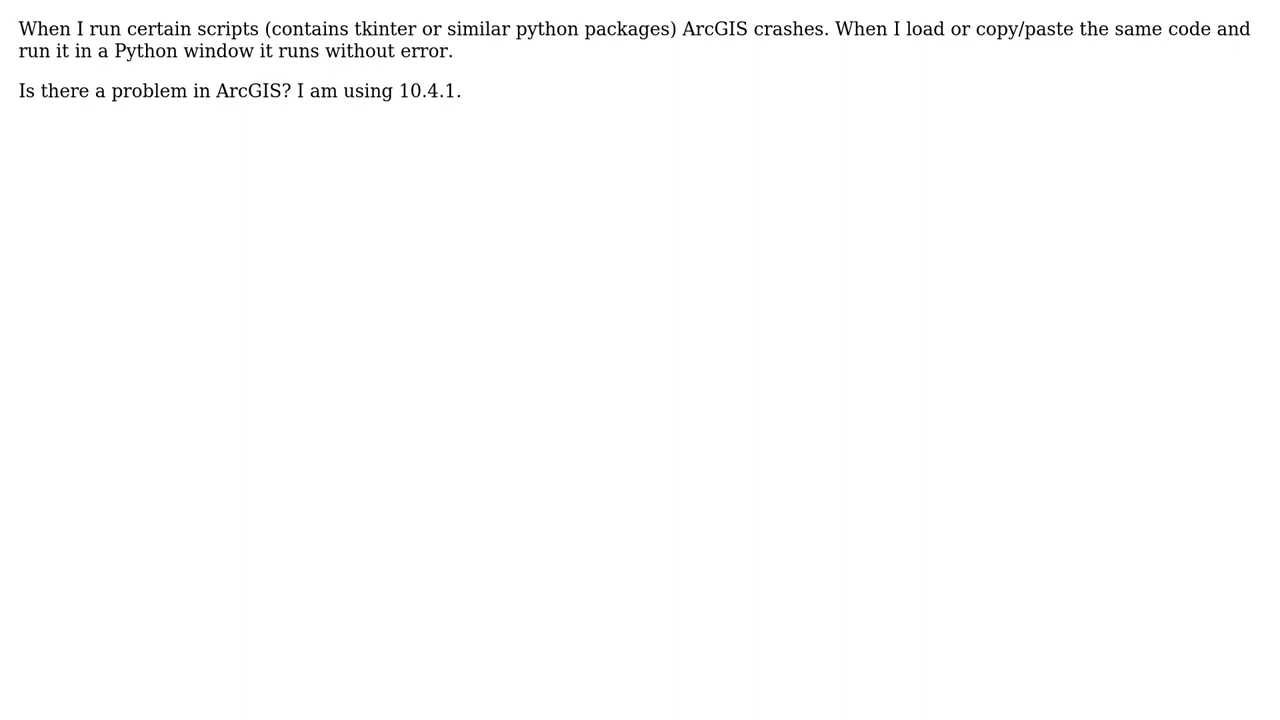 When I run certain scripts (contains tkinter or similar python packages) ArcGIS crashes. When I load or copy/paste the same code and
run it in a Python window it runs without error.
Is there a problem in ArcGIS? I am using 10.4.1.